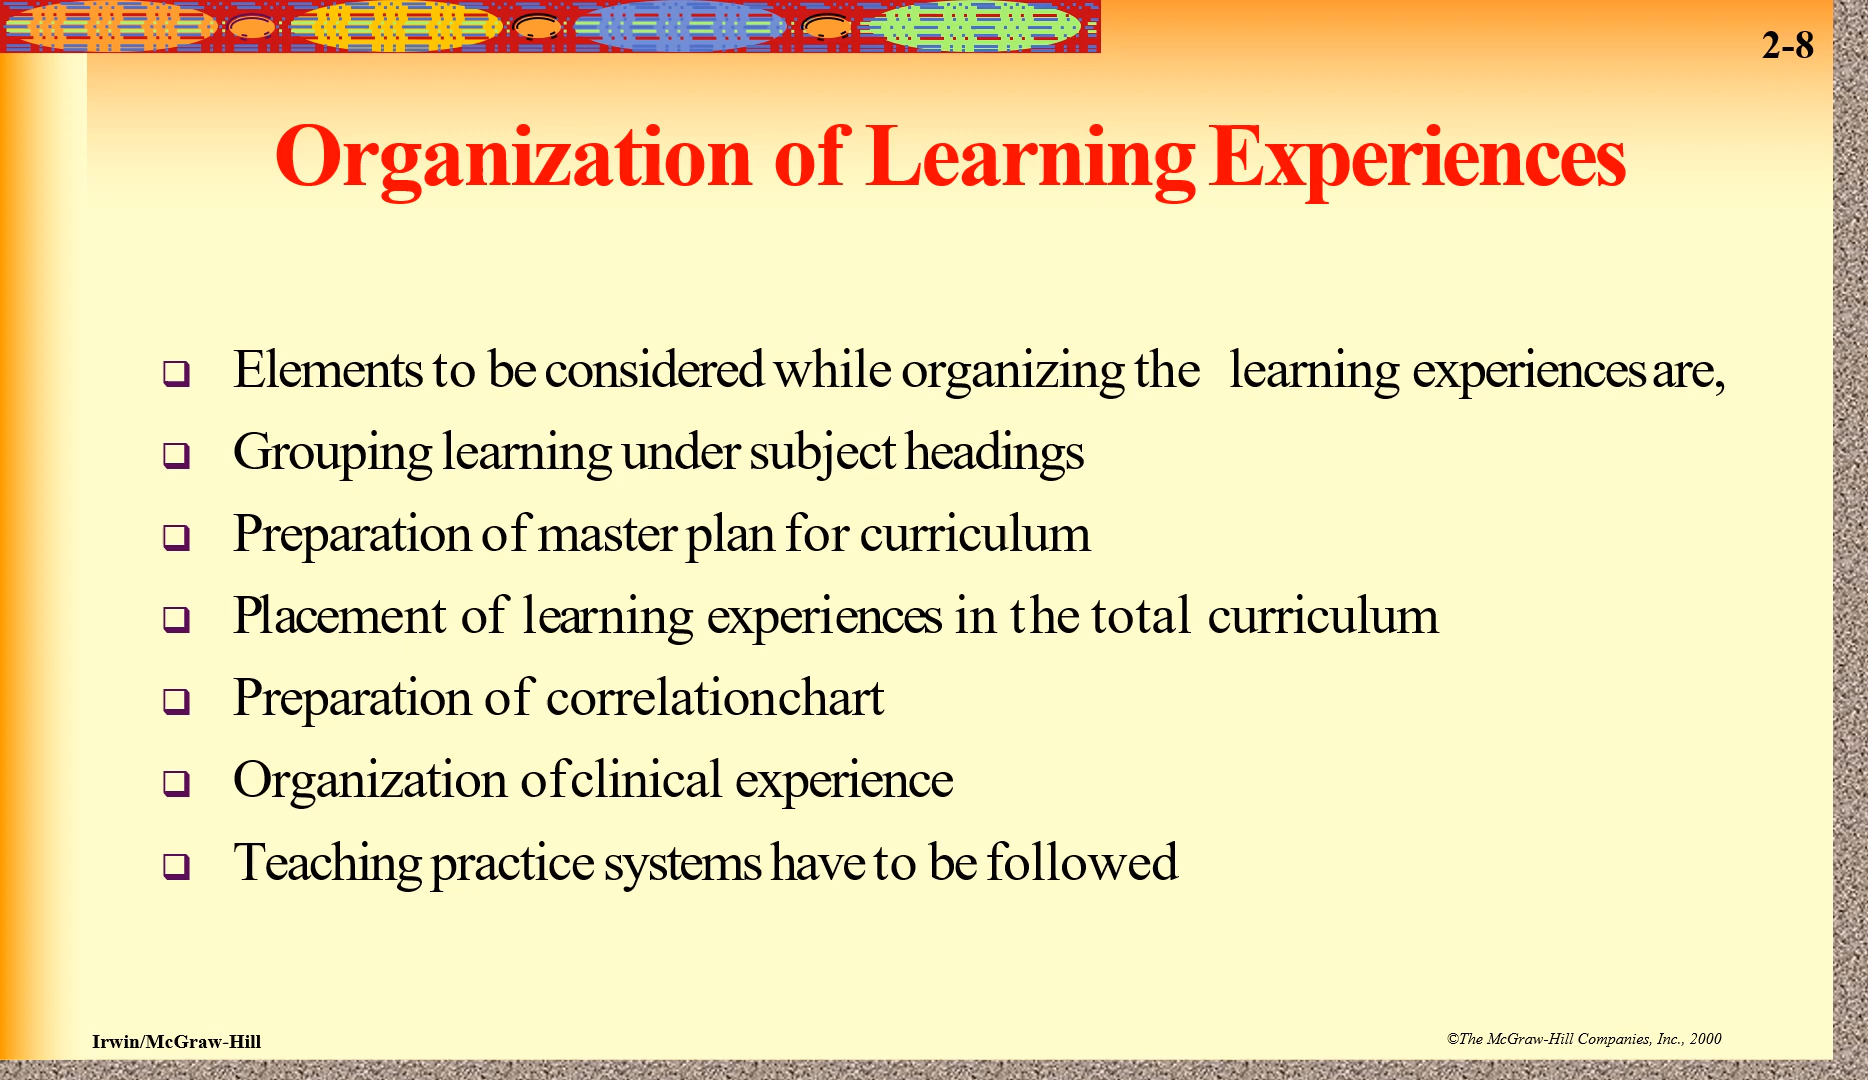 2-8
Organization of Learning Experiences
❑ Elements to be considered while organizing the learning experiences are,
❑ Grouping learning under subject headings
❑ Preparation of master plan for curriculum
❑ Placement of learning experiences in the total curriculum
❑ Preparation of correlation chart
❑ Organization of clinical experience
❑ Teaching practice systems have to be followed
Irwin/McGraw-Hill
©The McGraw-Hill Companies, Inc., 2000